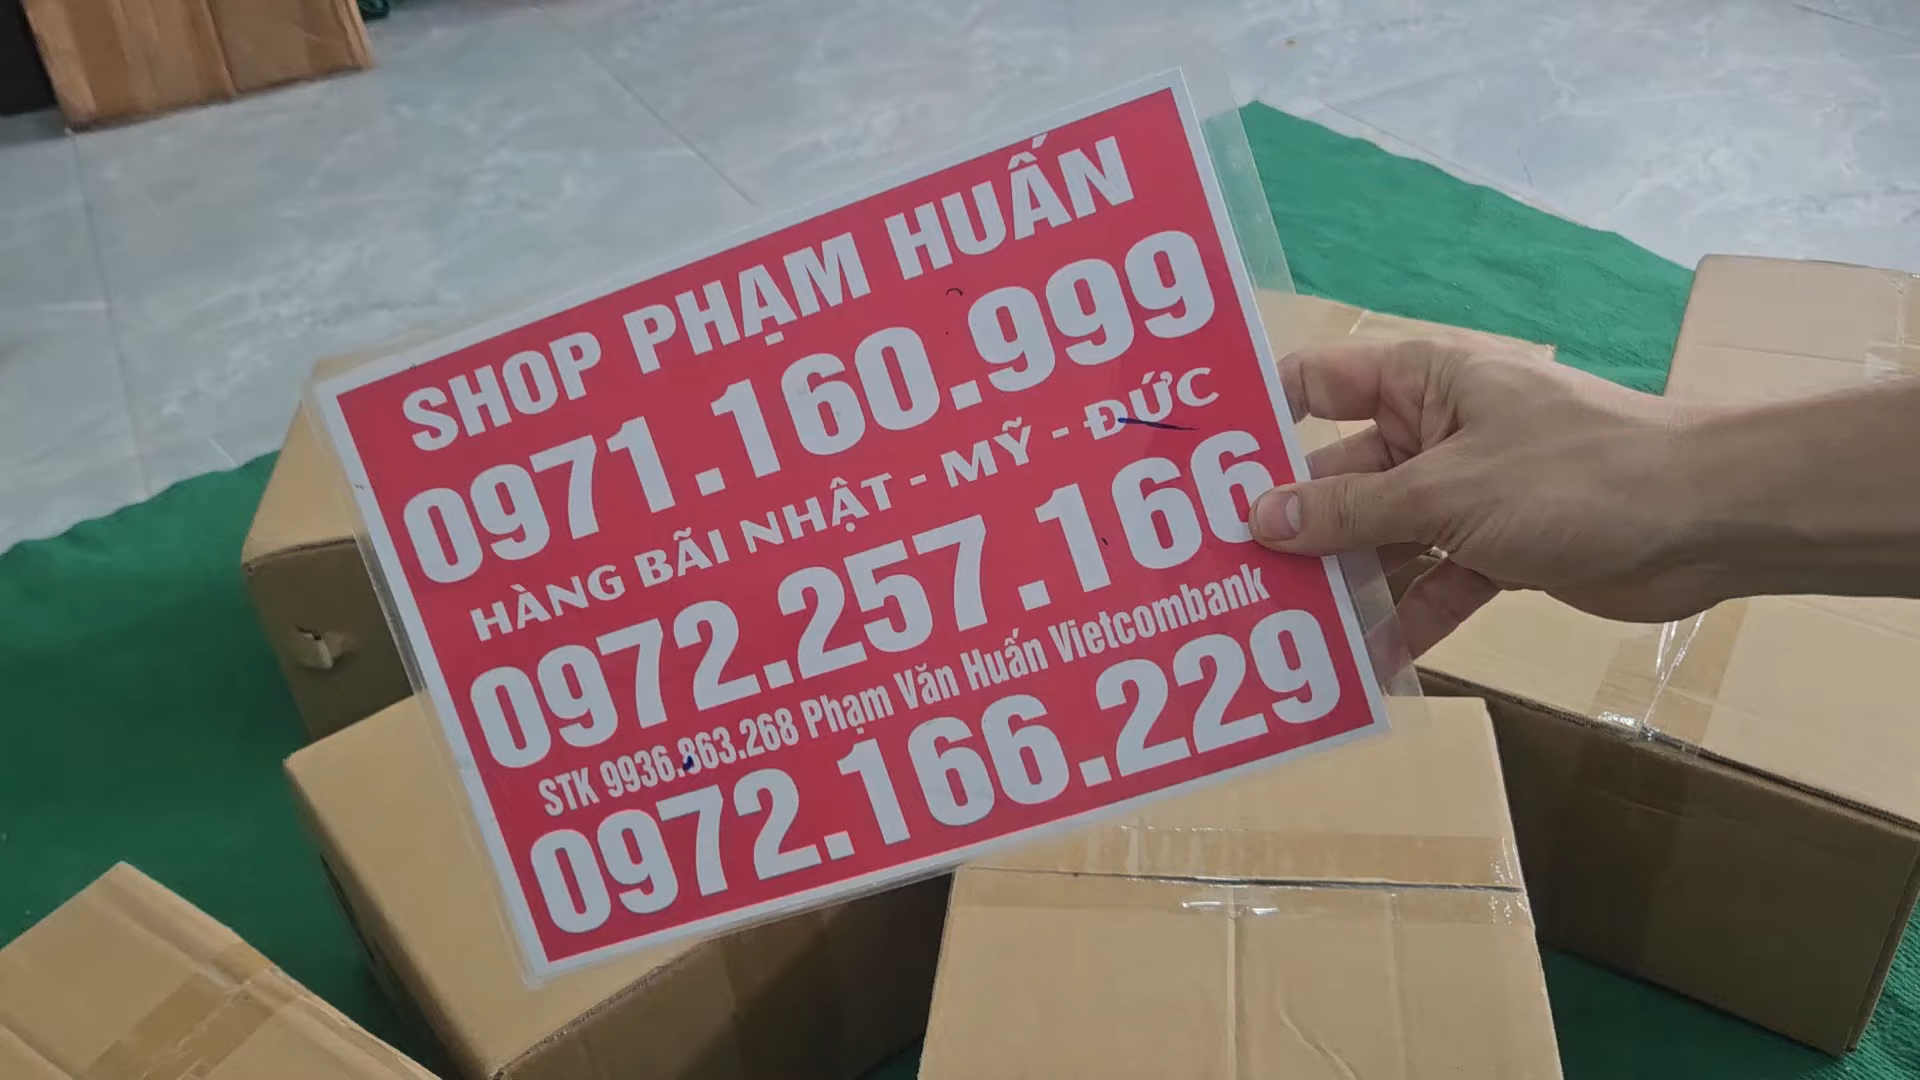 SHOP PHẠM HUẤN
0971.160.999
HÀNG BÃI NHẬT - MỸ - ĐỨC
0972.257.166
STK 9936.863.268 Phạm Văn Huấn Vietcombank
0972.166.229